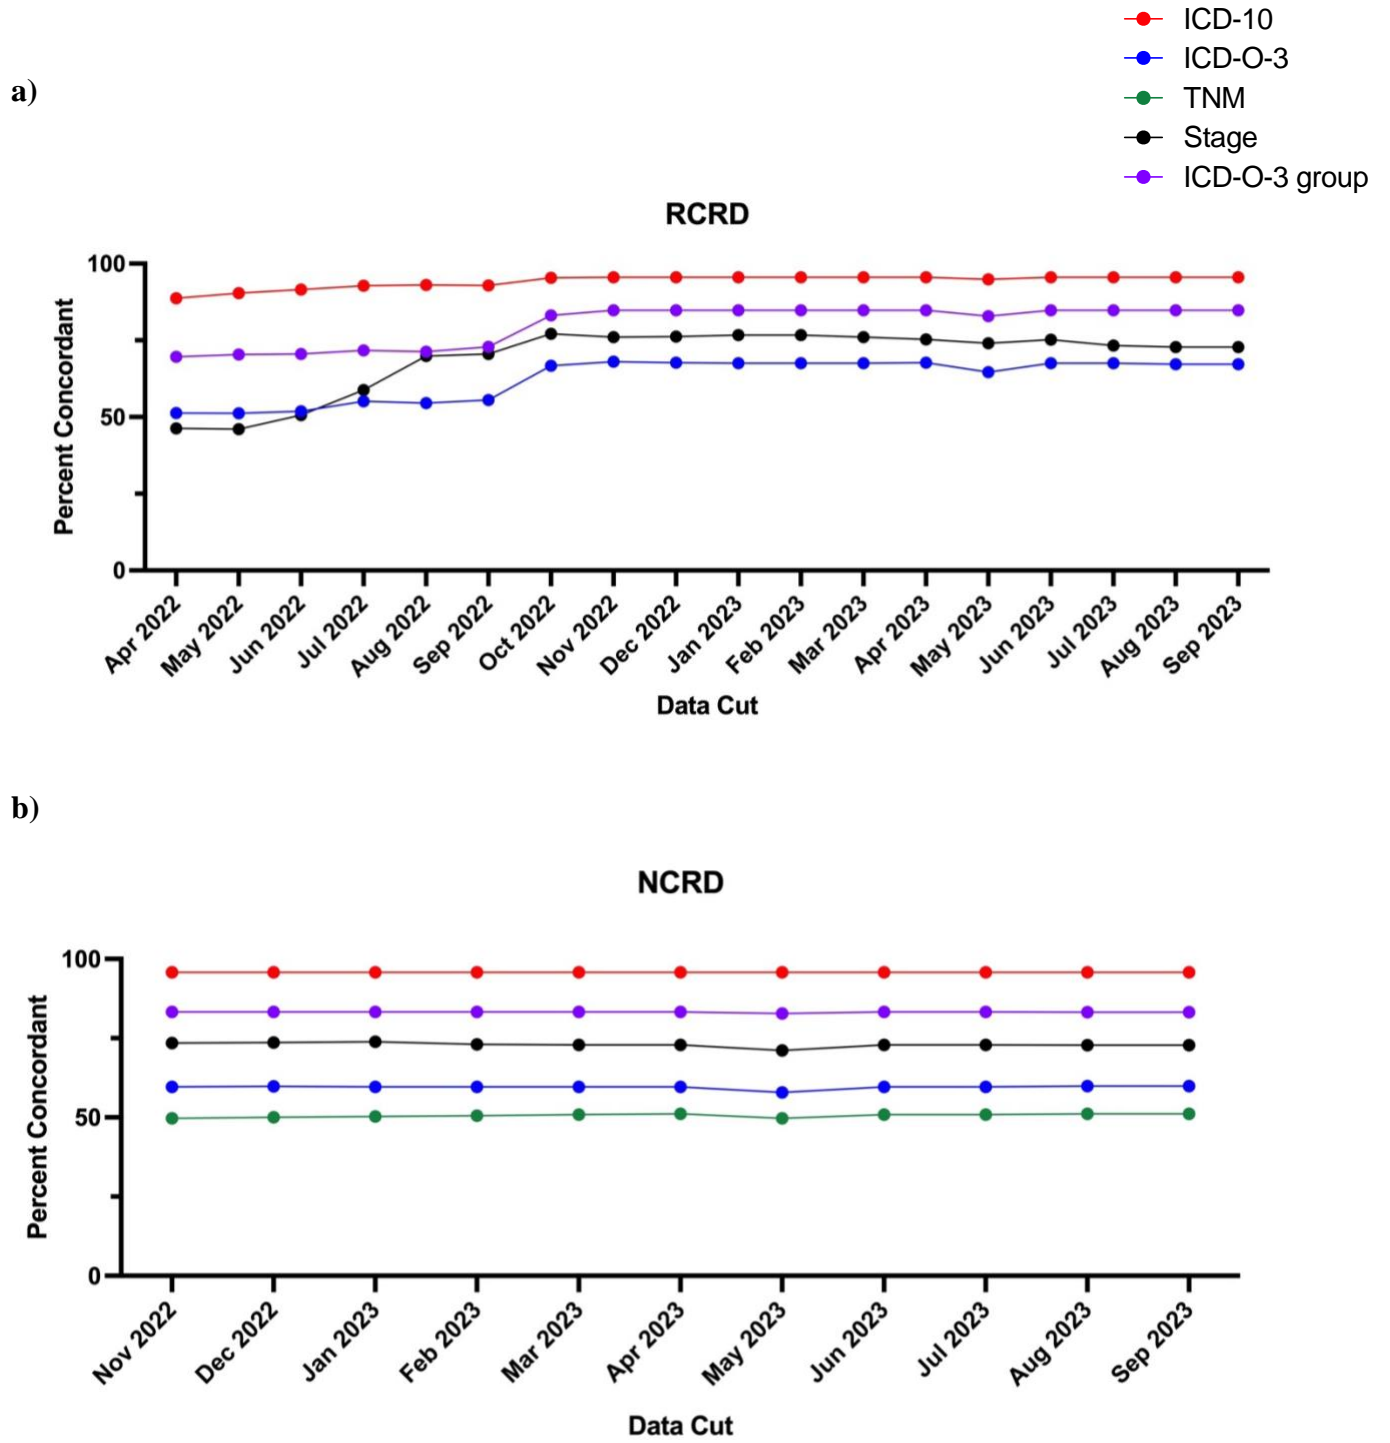 ICD-10
ICD-O-3
TNM
Stage
ICD-O-3 group
a)
RCRD
100
50
0
Percent Concordant
Apr 2022
May 2022
Jun 2022
Jul 2022
Aug 2022
Sep 2022
Oct 2022
Nov 2022
Dec 2022
Jan 2023
Feb 2023
Mar 2023
Apr 2023
May 2023
Jun 2023
Jul 2023
Aug 2023
Sep 2023
Data Cut
b)
NCRD
100
50
0
Percent Concordant
Nov 2022
Dec 2022
Jan 2023
Feb 2023
Mar 2023
Apr 2023
May 2023
Jun 2023
Jul 2023
Aug 2023
Sep 2023
Data Cut